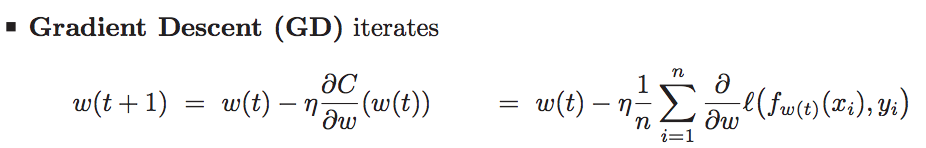 ▪ Gradient Descent (GD) iterates
w(t + 1) = w(t) − η ∂C/∂w (w(t)) = w(t) − η 1/n ∑_{i=1}^{n} ∂/∂w ℓ(f_{w(t)}(x_i), y_i)